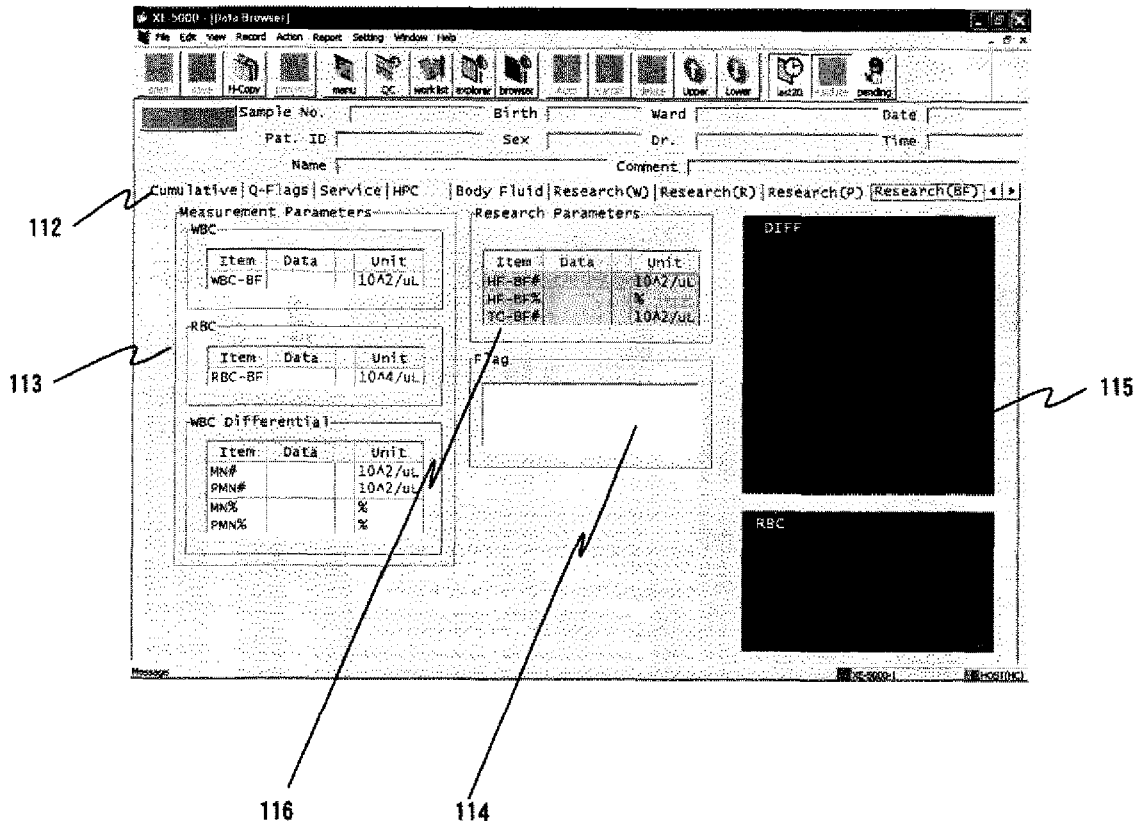 XE-5000 - [Data Browser]
File Edit View Record Action Report Setting Window Help
H-Copy menu QC work list explorer browser Upper Lower last20 pending
Sample No. Birth Ward Date
Pat. ID Sex Dr. Time
Name Comment
Cumulative Q-Flags Service HPC Body Fluid Research(W) Research(R) Research(P) Research(BF)
112
Measurement Parameters
WBC
Item Data Unit
WBC-BF 10^2/uL
RBC
Item Data Unit
RBC-BF 10^4/uL
113
WBC Differential
Item Data Unit
MN# 10^2/uL
PMN# 10^2/uL
MN% %
PMN% %
Research Parameters
Item Data Unit
HF-BF# 10^2/uL
HF-BF% %
TC-BF# 10^2/uL
Flag
DIFF
115
RBC
Message
XE-5000-1 HOST(HC)
116 114